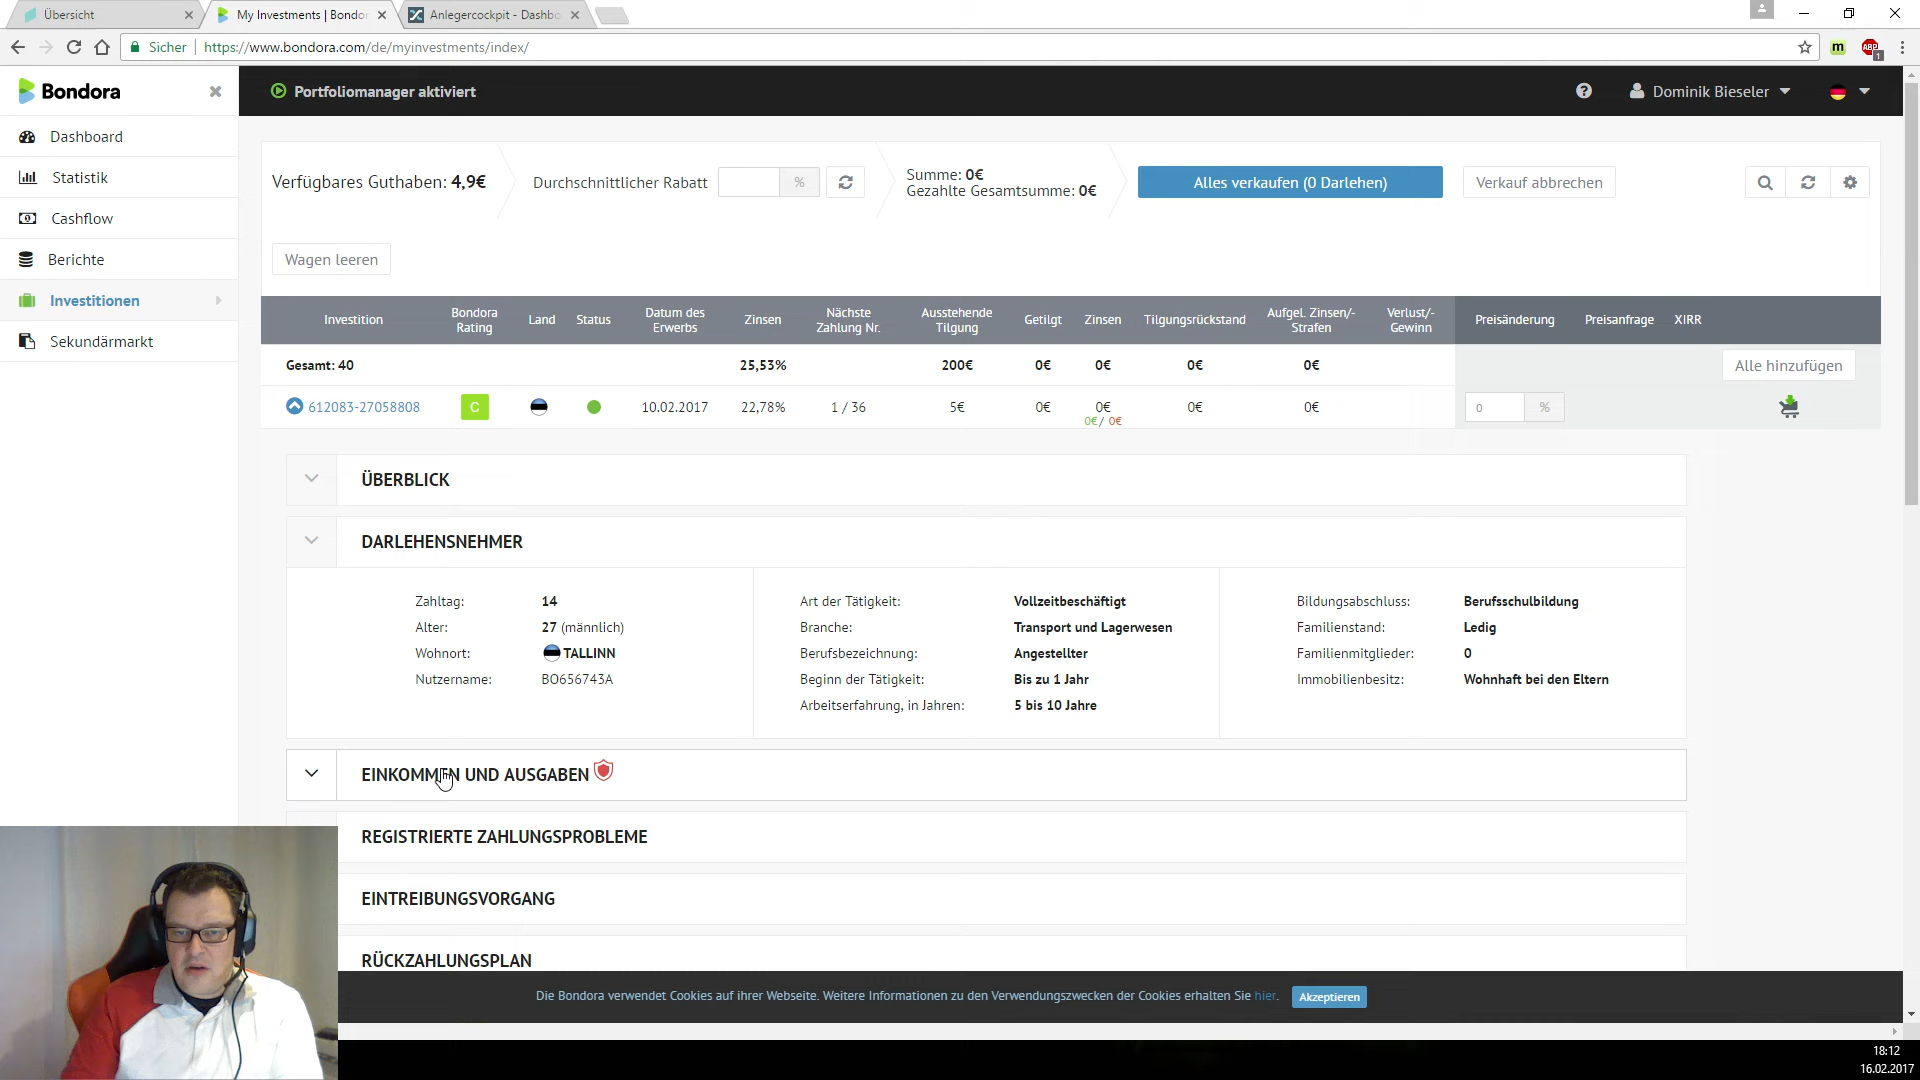 Übersicht
My Investments | Bondor
Anlegercockpit - Dashbo
Sicher
https://www.bondora.com/de/myinvestments/index/
m
ABP
1
Bondora
Portfoliomanager aktiviert
Dominik Bieseler
Dashboard
Statistik
Cashflow
Berichte
Investitionen
Sekundärmarkt
Verfügbares Guthaben: 4,9€
Durchschnittlicher Rabatt
%
Summe: 0€
Gezahlte Gesamtsumme: 0€
Alles verkaufen (0 Darlehen)
Verkauf abbrechen
Wagen leeren
Investition
Bondora Rating
Land
Status
Datum des Erwerbs
Zinsen
Nächste Zahlung Nr.
Ausstehende Tilgung
Getilgt
Zinsen
Tilgungsrückstand
Aufgel. Zinsen/-Strafen
Verlust/-Gewinn
Preisänderung
Preisanfrage
XIRR
Gesamt: 40
25,53%
200€
0€
0€
0€
0€
Alle hinzufügen
612083-27058808
C
10.02.2017
22,78%
1 / 36
5€
0€
0€
0€/ 0€
0€
0€
0
%
ÜBERBLICK
DARLEHENSNEHMER
Zahltag: 14
Alter: 27 (männlich)
Wohnort: TALLINN
Nutzername: BO656743A
Art der Tätigkeit: Vollzeitbeschäftigt
Branche: Transport und Lagerwesen
Berufsbezeichnung: Angestellter
Beginn der Tätigkeit: Bis zu 1 Jahr
Arbeitserfahrung, in Jahren: 5 bis 10 Jahre
Bildungsabschluss: Berufsschulbildung
Familienstand: Ledig
Familienmitglieder: 0
Immobilienbesitz: Wohnhaft bei den Eltern
EINKOMMEN UND AUSGABEN
REGISTRIERTE ZAHLUNGSPROBLEME
EINTREIBUNGSVORGANG
RÜCKZAHLUNGSPLAN
Die Bondora verwendet Cookies auf ihrer Webseite. Weitere Informationen zu den Verwendungszwecken der Cookies erhalten Sie hier.
Akzeptieren
18:12
16.02.2017